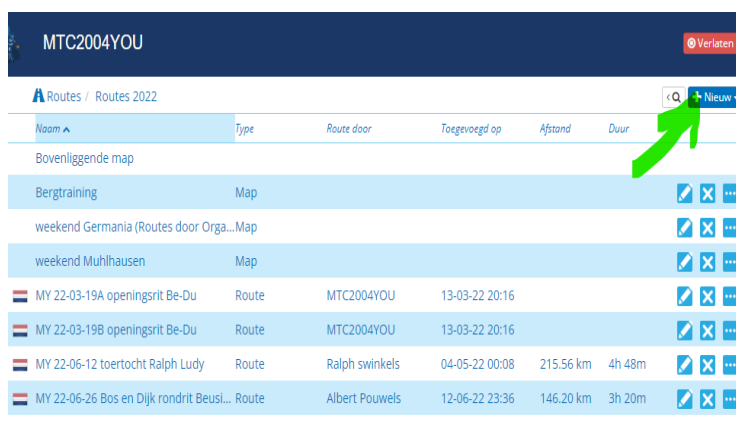 MTC2004YOU
Verlaten
Routes / Routes 2022
Nieuw
Naam Type Route door Toegevoegd op Afstand Duur
Bovenliggende map
Bergtraining Map
weekend Germania (Routes door Orga... Map
weekend Muhlhausen Map
MY 22-03-19A openingsrit Be-Du Route MTC2004YOU 13-03-22 20:16
MY 22-03-19B openingsrit Be-Du Route MTC2004YOU 13-03-22 20:16
MY 22-06-12 toertocht Ralph Ludy Route Ralph swinkels 04-05-22 00:08 215.56 km 4h 48m
MY 22-06-26 Bos en Dijk rondrit Beusi... Route Albert Pouwels 12-06-22 23:36 146.20 km 3h 20m